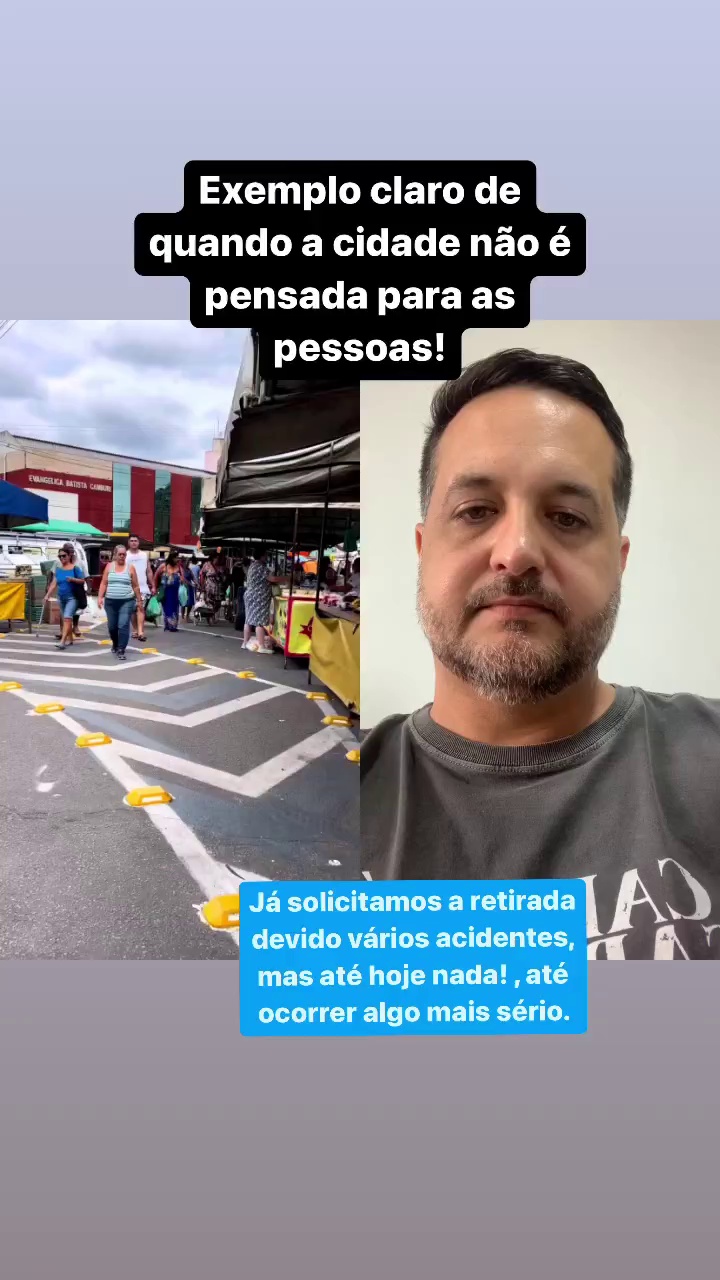 Exemplo claro de
quando a cidade não é
pensada para as
pessoas!
EVANGELICA BATISTA CAMBURI
Já solicitamos a retirada
devido vários acidentes,
mas até hoje nada! , até
ocorrer algo mais sério.